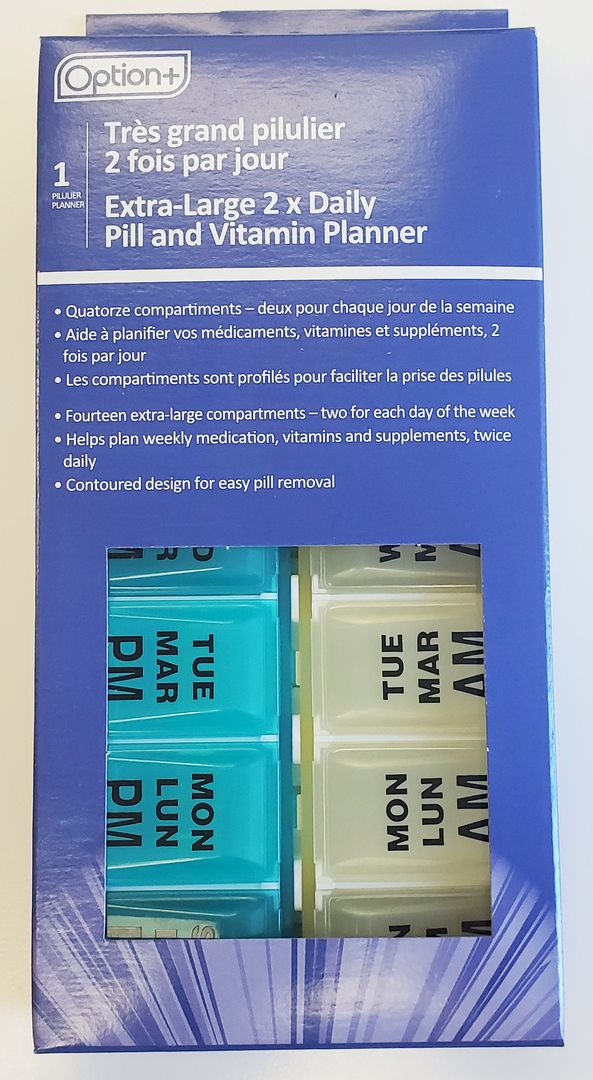 Option+
Très grand pilulier
2 fois par jour
1
PILULIER
PLANNER
Extra-Large 2 x Daily
Pill and Vitamin Planner
• Quatorze compartiments – deux pour chaque jour de la semaine
• Aide à planifier vos médicaments, vitamines et suppléments, 2
fois par jour
• Les compartiments sont profilés pour faciliter la prise des pilules
• Fourteen extra-large compartments – two for each day of the week
• Helps plan weekly medication, vitamins and supplements, twice
daily
• Contoured design for easy pill removal
TUE
MAR
PM
TUE
MAR
AM
MON
LUN
PM
MON
LUN
AM